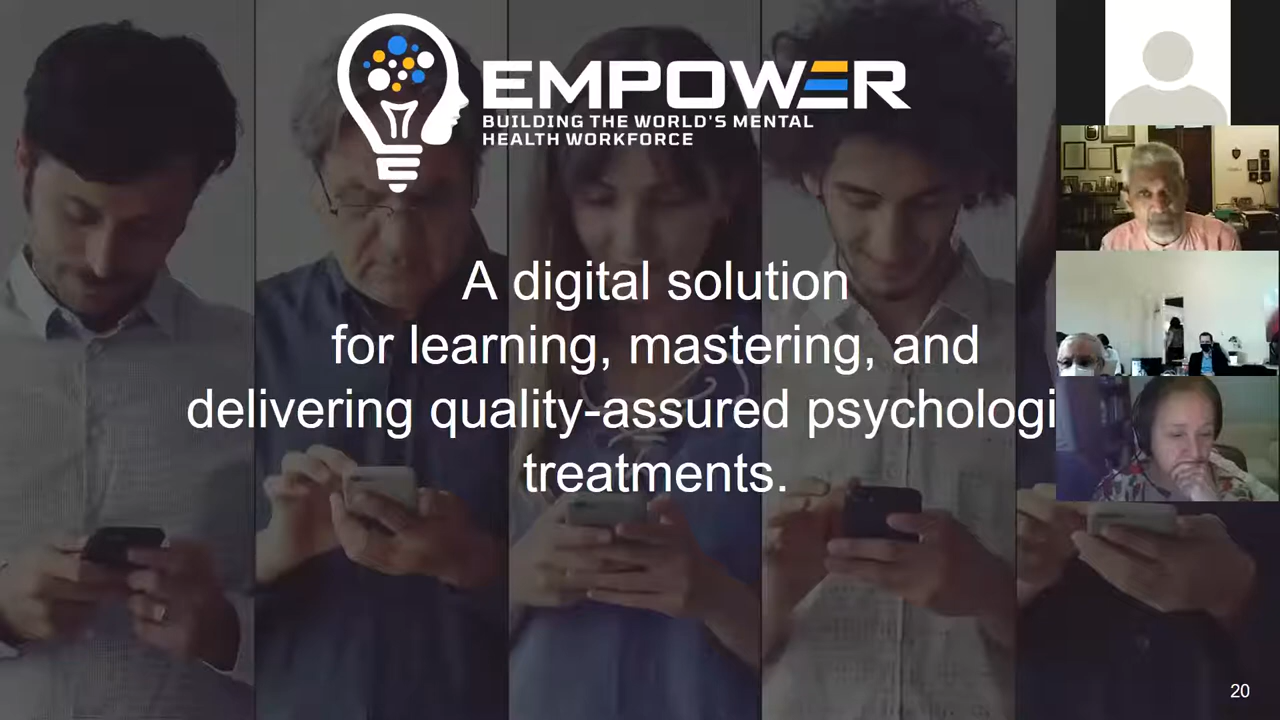 EMPOWER
BUILDING THE WORLD'S MENTAL
HEALTH WORKFORCE
A digital solution
for learning, mastering, and
delivering quality-assured psychologi
treatments.
20